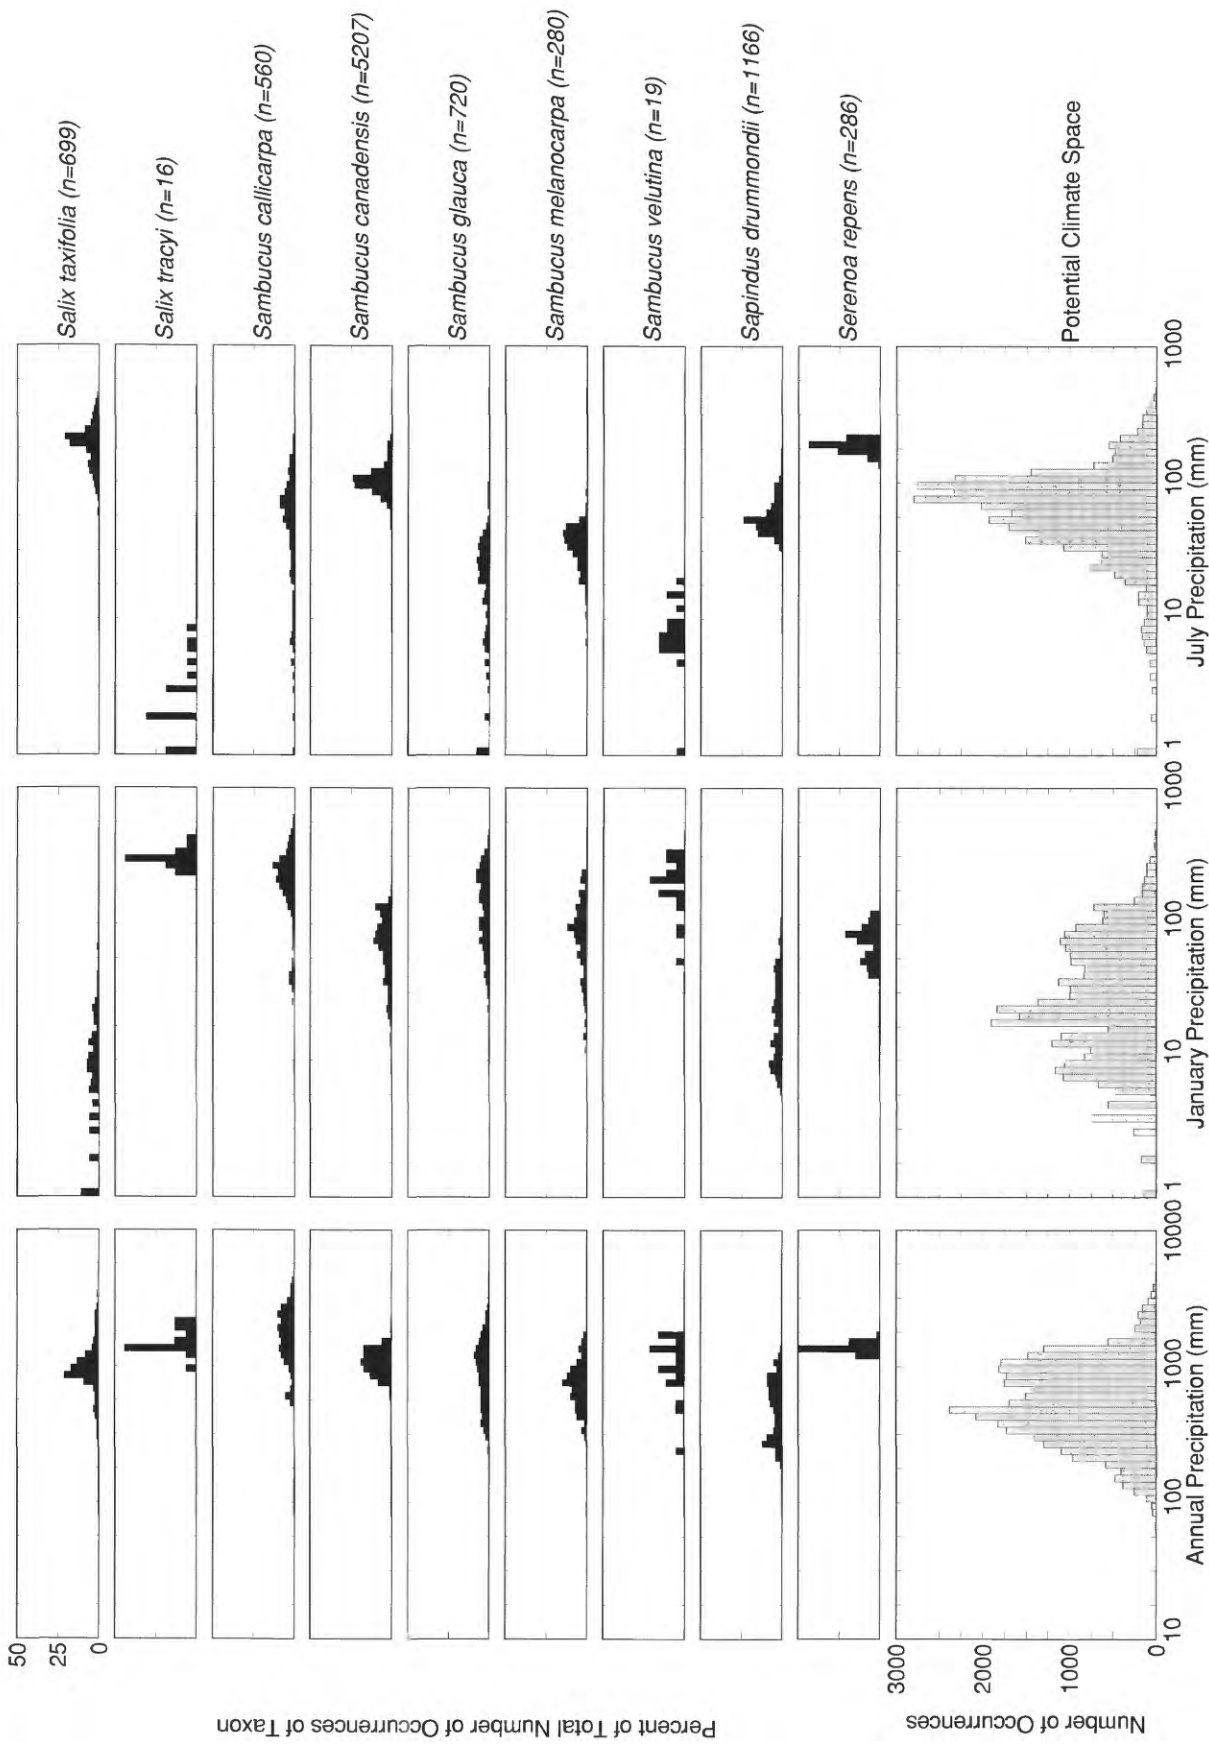 Percent of Total Number of Occurrences of Taxon
Number of Occurrences
50
25
0
Salix taxifolia (n=699)
Salix tracyi (n=16)
Sambucus callicarpa (n=560)
Sambucus canadensis (n=5207)
Sambucus glauca (n=720)
Sambucus melanocarpa (n=280)
Sambucus velutina (n=19)
Sapindus drummondii (n=1166)
Serenoa repens (n=286)
Potential Climate Space
3000
2000
1000
0
10 100 1000 10000
Annual Precipitation (mm)
1 10 100 1000
January Precipitation (mm)
1 10 100 1000
July Precipitation (mm)